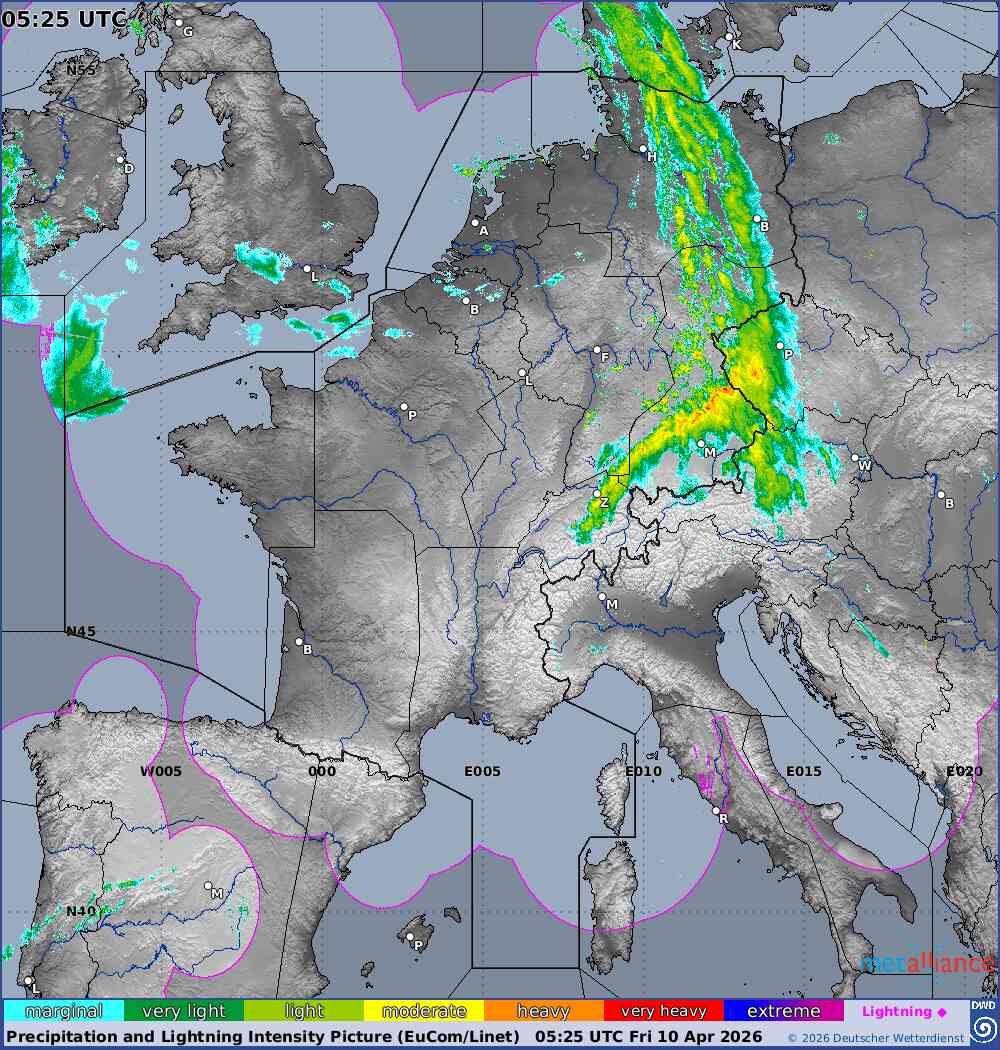 05:25 UTC
G
K
N55
H
D
A
B
L
B
F
P
L
P
M
W
Z
B
M
N45
B
W005
000
E005
E010
E015
E020
R
M
N40
P
L
metalliance
marginal
very light
light
moderate
heavy
very heavy
extreme
Lightning ◆
DWD
Precipitation and Lightning Intensity Picture (EuCom/Linet) 05:25 UTC Fri 10 Apr 2026 © 2026 Deutscher Wetterdienst